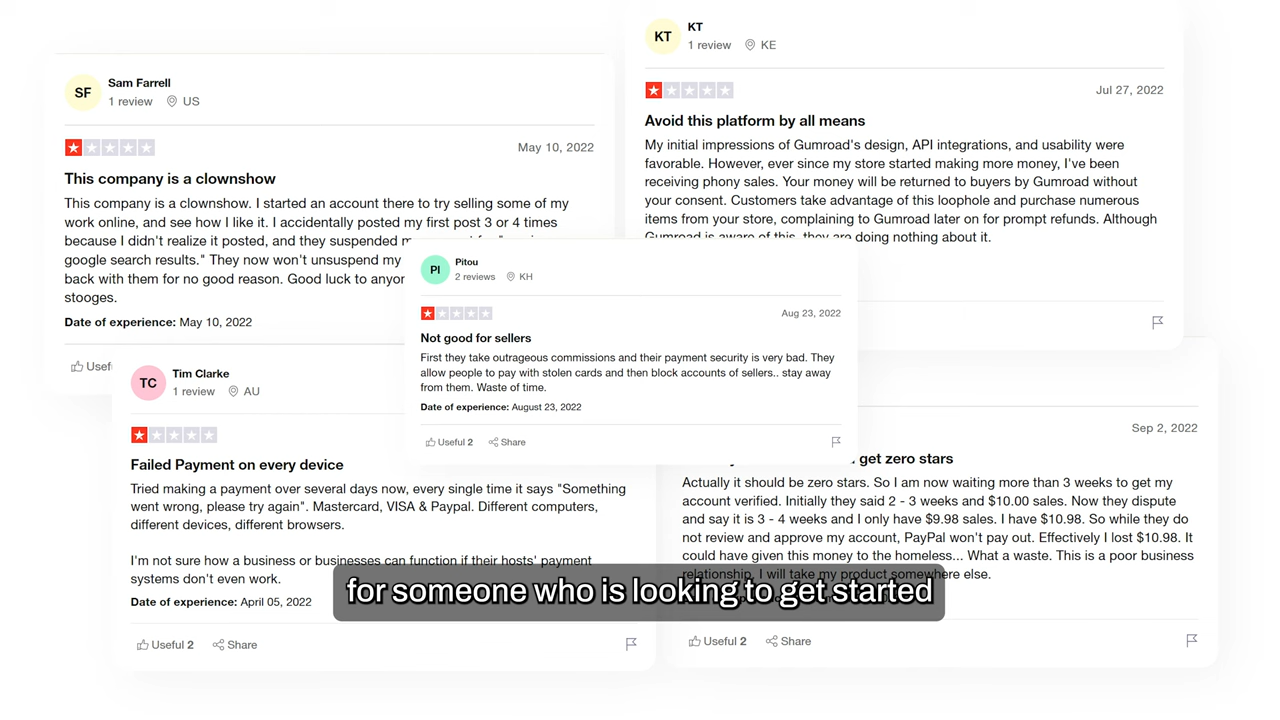 SF
Sam Farrell
1 review US
May 10, 2022
This company is a clownshow
This company is a clownshow. I started an account there to try selling some of my
work online, and see how I like it. I accidentally posted my first post 3 or 4 times
because I didn't realize it posted, and they suspended
google search results." They now won't unsuspend my
back with them for no good reason. Good luck to
stooges.
Date of experience: May 10, 2022
KT
KT
1 review KE
Jul 27, 2022
Avoid this platform by all means
My initial impressions of Gumroad's design, API integrations, and usability were
favorable. However, ever since my store started making more money, I've been
receiving phony sales. Your money will be returned to buyers by Gumroad without
your consent. Customers take advantage of this loophole and purchase numerous
items from your store, complaining to Gumroad later on for prompt refunds. Although
Gumroad is aware of this, they are doing nothing about it.
PI
Pitou
2 reviews KH
Aug 23, 2022
Not good for sellers
First they take outrageous commissions and their payment security is very bad. They
allow people to pay with stolen cards and then block accounts of sellers.. stay away
from them. Waste of time.
Date of experience: August 23, 2022
Useful 2 Share
TC
Tim Clarke
1 review AU
Failed Payment on every device
Tried making a payment over several days now, every single time it says "Something
went wrong, please try again". Mastercard, VISA & Paypal. Different computers,
different devices, different browsers.
I'm not sure how a business or businesses can function if their hosts' payment
systems don't even work.
Date of experience: April 05, 2022
Useful 2 Share
Sep 2, 2022
get zero stars
Actually it should be zero stars. So I am now waiting more than 3 weeks to get my
account verified. Initially they said 2 - 3 weeks and $10.00 sales. Now they dispute
and say it is 3 - 4 weeks and I only have $9.98 sales. I have $10.98. So while they do
not review and approve my account, PayPal won't pay out. Effectively I lost $10.98. It
could have given this money to the homeless... What a waste. This is a poor business
relationship. I will take my product somewhere else.
Useful 2 Share
for someone who is looking to get started